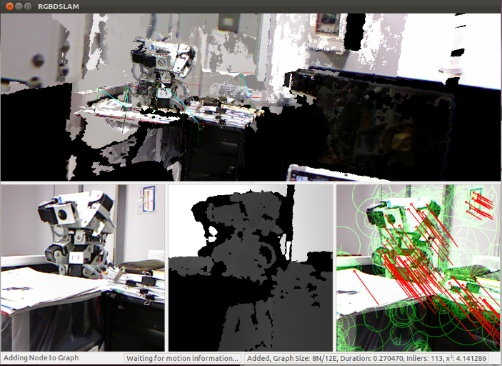 RGBDSLAM
Adding Node to Graph
Waiting for motion information...
Added, Graph Size: 8N/12E, Duration: 0.270470, Inliers: 113, χ²: 4.141286